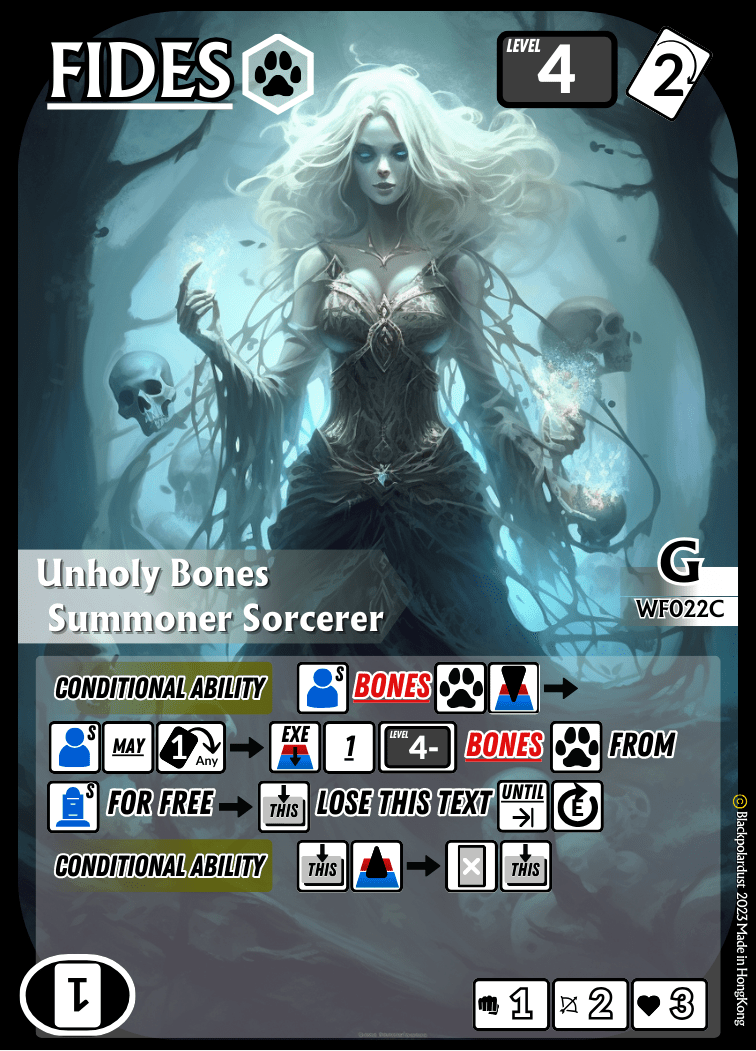 FIDES
LEVEL 4
2
Unholy Bones
Summoner Sorcerer
G
WF022C
CONDITIONAL ABILITY S BONES
S MAY 1 Any EXE 1 LEVEL 4- BONES FROM
S FOR FREE THIS LOSE THIS TEXT UNTIL E
CONDITIONAL ABILITY THIS THIS
1
1 2 3
© Blackpolardust 2023 Made in HongKong